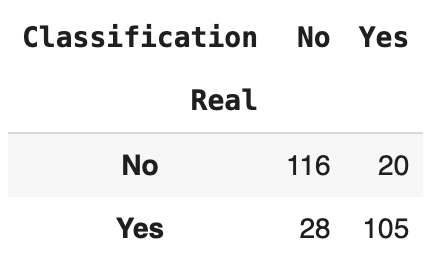 Classification No Yes
Real
No 116 20
Yes 28 105